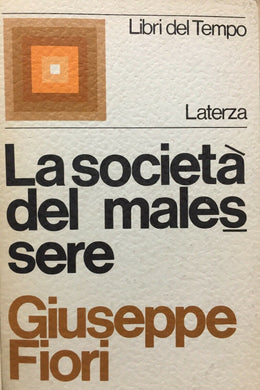 Libri del Tempo
Laterza
La società
del males
sere
Giuseppe
Fiori